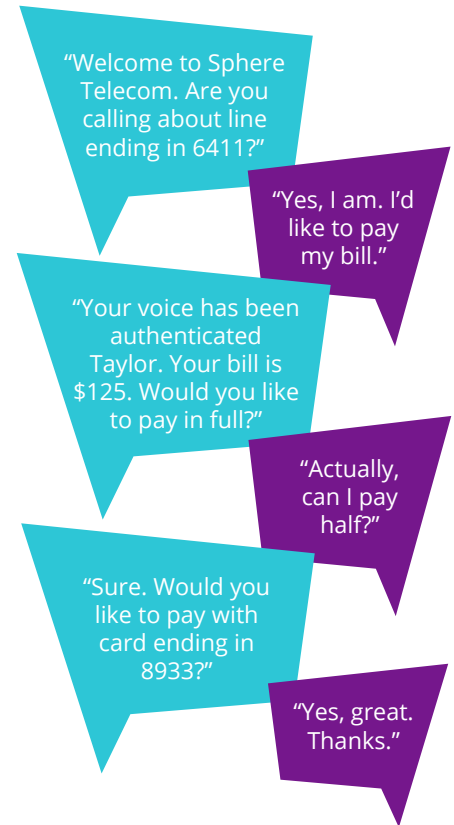 “Welcome to Sphere
Telecom. Are you
calling about line
ending in 6411?”
“Yes, I am. I’d
like to pay
my bill.”
“Your voice has been
authenticated
Taylor. Your bill is
$125. Would you like
to pay in full?”
“Actually,
can I pay
half?”
“Sure. Would you
like to pay with
card ending in
8933?”
“Yes, great.
Thanks.”